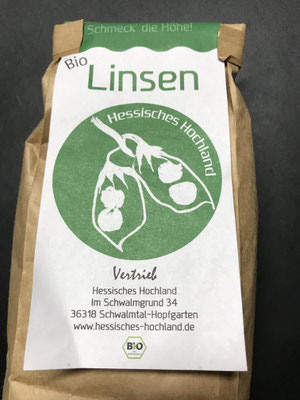 Schmeck' die Höhe!
Bio
Linsen
Hessisches Hochland
Vertrieb
Hessisches Hochland
Im Schwalmgrund 34
36318 Schwalmtal-Hopfgarten
www.hessisches-hochland.de
BIO